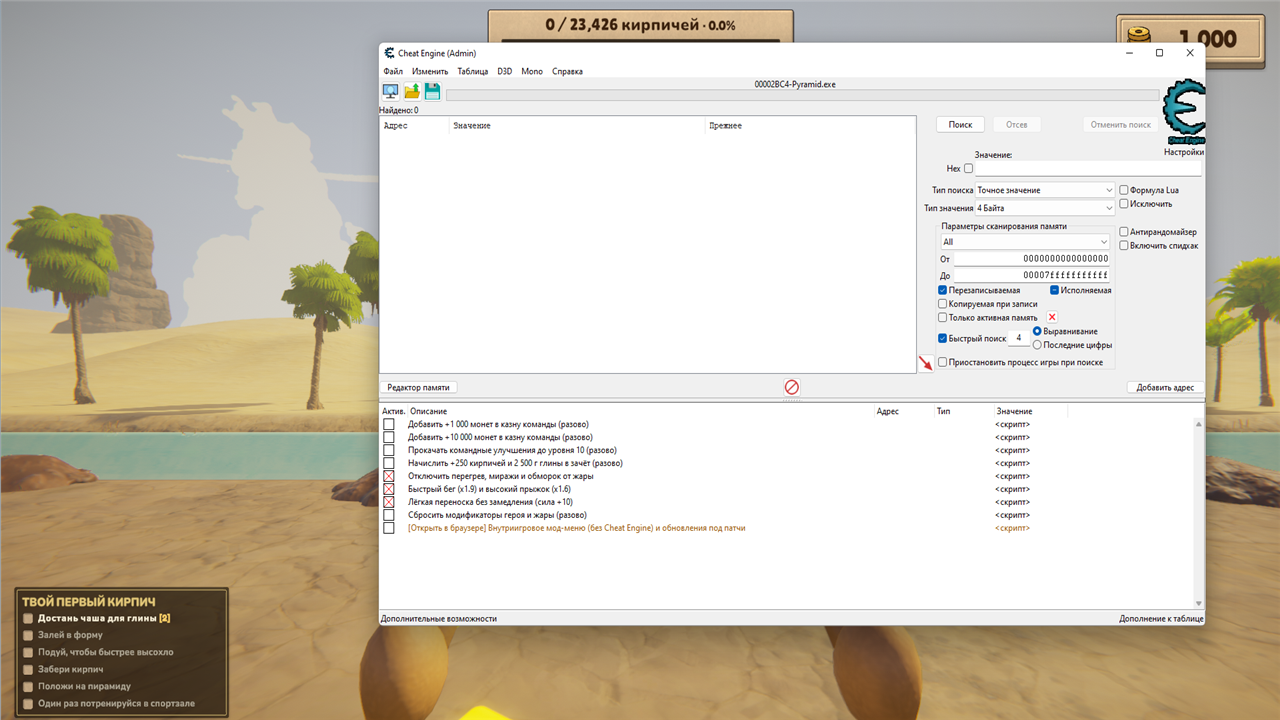 0 / 23,426 кирпичей · 0.0%
1 000
Cheat Engine (Admin)
Файл Изменить Таблица D3D Mono Справка
00002BC4-Pyramid.exe
Найдено: 0
Адрес Значение Прежнее
Поиск Отсев Отменить поиск
Cheat Engine
Настройки
Значение:
Hex
Тип поиска Точное значение Формула Lua
Исключить
Тип значения 4 Байта
Параметры сканирования памяти
Антирандомайзер
All
Включить спидхак
От 0000000000000000
До 00007fffffffffff
Перезаписываемая Исполняемая
Копируемая при записи
Только активная память
Быстрый поиск 4 Выравнивание
Последние цифры
Приостановить процесс игры при поиске
Редактор памяти Добавить адрес
Актив. Описание Адрес Тип Значение
Добавить +1 000 монет в казну команды (разово) <скрипт>
Добавить +10 000 монет в казну команды (разово) <скрипт>
Прокачать командные улучшения до уровня 10 (разово) <скрипт>
Начислить +250 кирпичей и 2 500 г глины в зачёт (разово) <скрипт>
Отключить перегрев, миражи и обморок от жары <скрипт>
Быстрый бег (x1.9) и высокий прыжок (x1.6) <скрипт>
Лёгкая переноска без замедления (сила +10) <скрипт>
Сбросить модификаторы героя и жары (разово) <скрипт>
[Открыть в браузере] Внутриигровое мод-меню (без Cheat Engine) и обновления под патчи <скрипт>
Дополнительные возможности Дополнение к таблице
ТВОЙ ПЕРВЫЙ КИРПИЧ
Достань чаша для глины [2]
Залей в форму
Подуй, чтобы быстрее высохло
Забери кирпич
Положи на пирамиду
Один раз потренируйся в спортзале